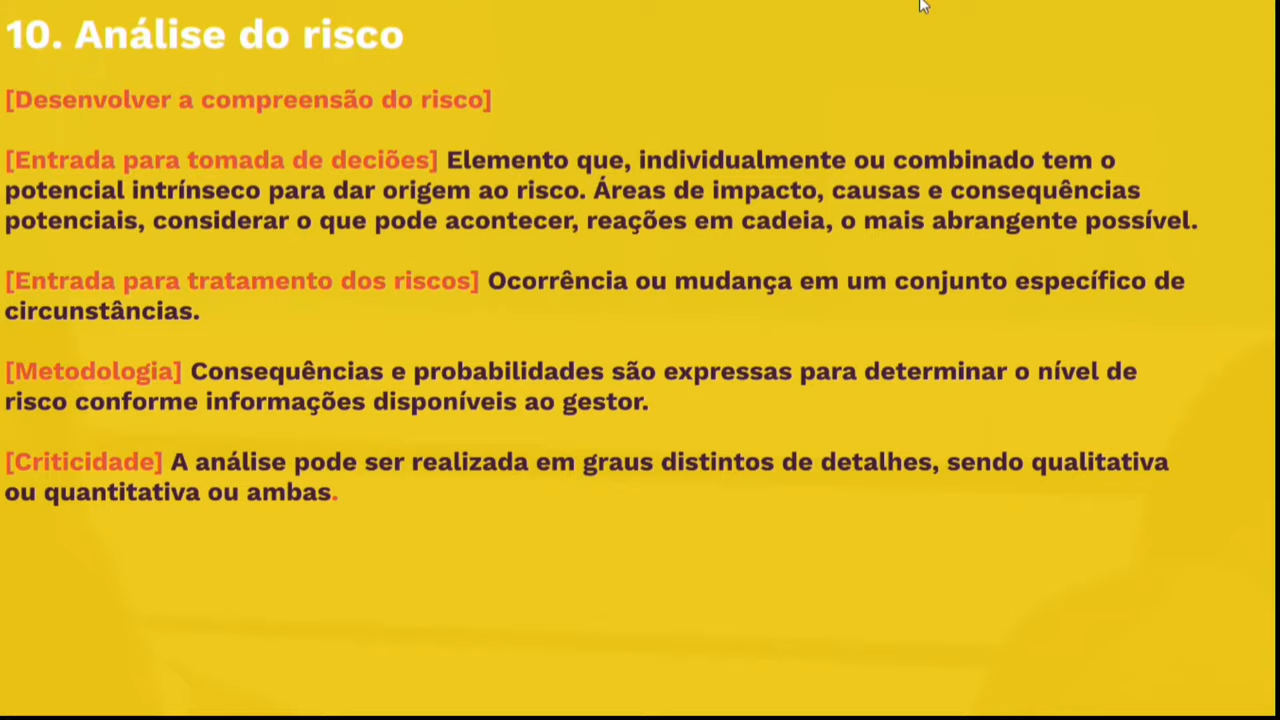 10. Análise do risco
[Desenvolver a compreensão do risco]
[Entrada para tomada de deciões] Elemento que, individualmente ou combinado tem o
potencial intrínseco para dar origem ao risco. Áreas de impacto, causas e consequências
potenciais, considerar o que pode acontecer, reações em cadeia, o mais abrangente possível.
[Entrada para tratamento dos riscos] Ocorrência ou mudança em um conjunto específico de
circunstâncias.
[Metodologia] Consequências e probabilidades são expressas para determinar o nível de
risco conforme informações disponíveis ao gestor.
[Criticidade] A análise pode ser realizada em graus distintos de detalhes, sendo qualitativa
ou quantitativa ou ambas.